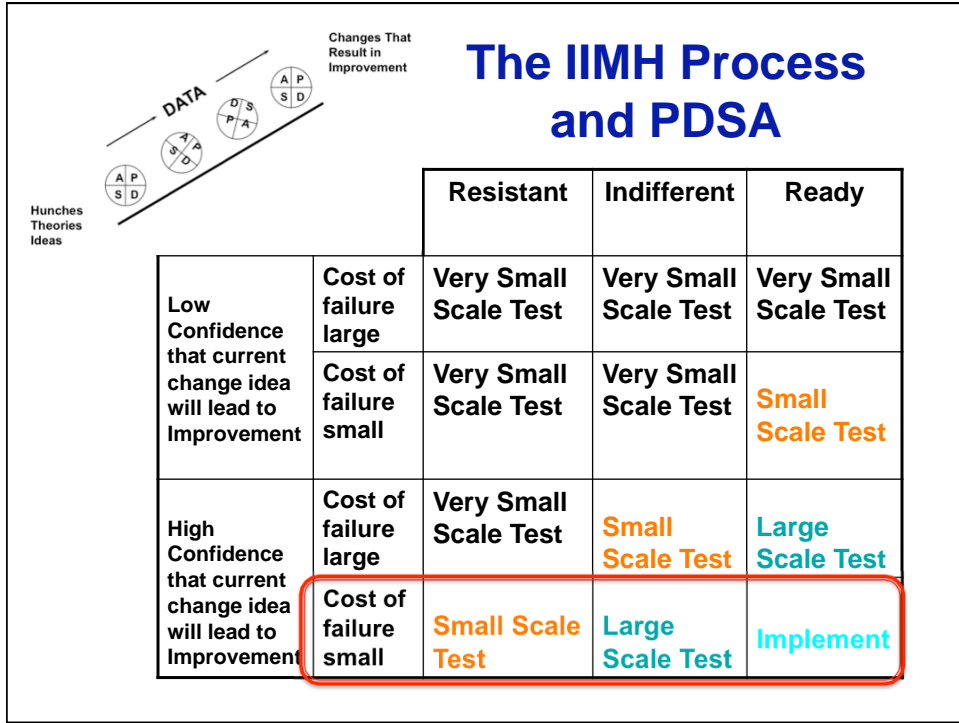 Changes That
Result in
Improvement
The IIMH Process
and PDSA
DATA
A P
S D
D S
P A
A P
S D
A P
S D
Hunches
Theories
Ideas
Resistant Indifferent Ready
Low
Confidence
that current
change idea
will lead to
Improvement
Cost of
failure
large
Very Small
Scale Test
Very Small
Scale Test
Very Small
Scale Test
Cost of
failure
small
Very Small
Scale Test
Very Small
Scale Test
Small
Scale Test
High
Confidence
that current
change idea
will lead to
Improvement
Cost of
failure
large
Very Small
Scale Test
Small
Scale Test
Large
Scale Test
Cost of
failure
small
Small Scale
Test
Large
Scale Test
Implement